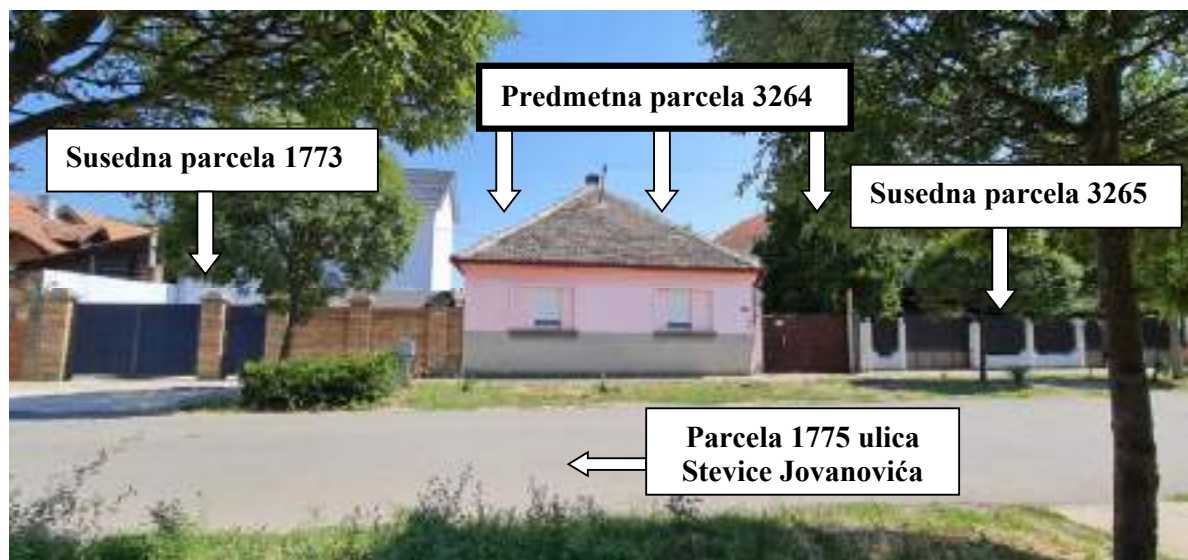 Predmetna parcela 3264
Susedna parcela 1773
Susedna parcela 3265
Parcela 1775 ulica
Stevice Jovanovića